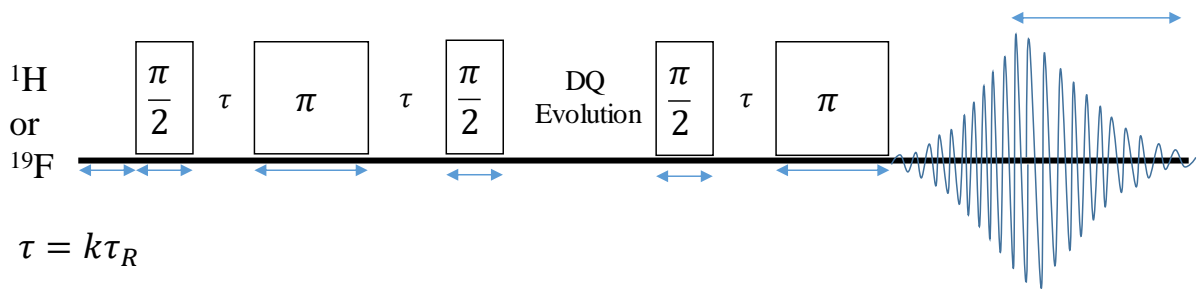 ¹H
or
¹⁹F
π/2 τ π τ π/2 DQ Evolution π/2 τ π
τ = kτ_R